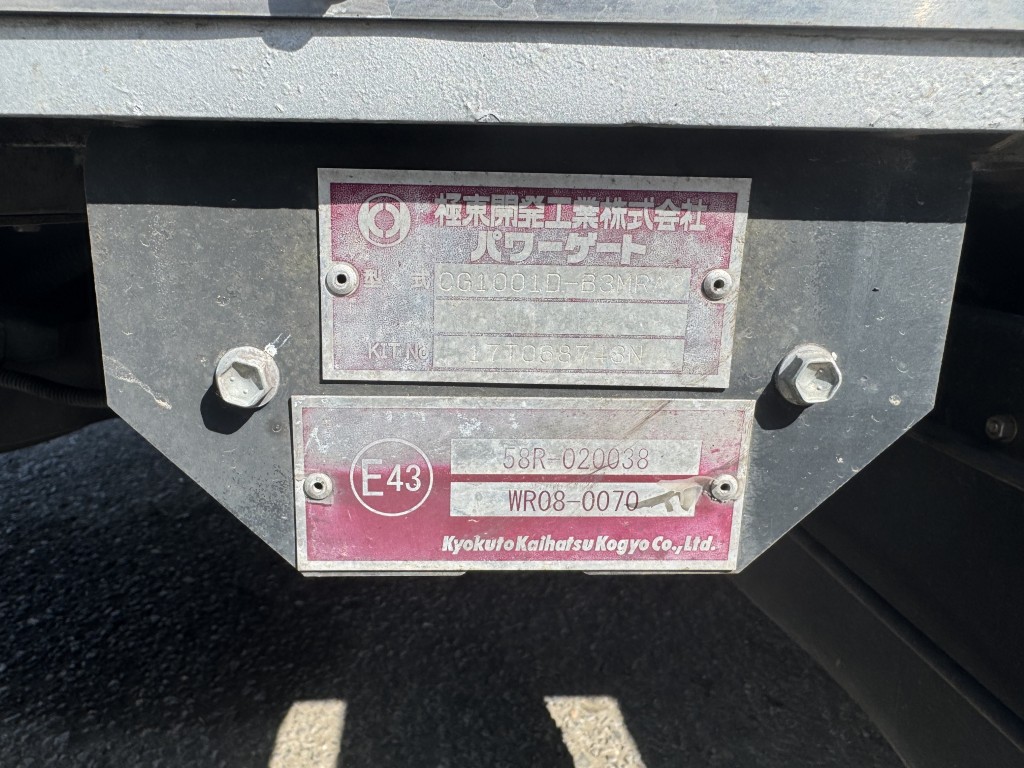 極東開発工業株式会社
パワーゲート
型 式 CG1001D-B3MR
KIT.No
E43
58R-020038
WR08-0070
Kyokuto Kaihatsu Kogyo Co.,Ltd.